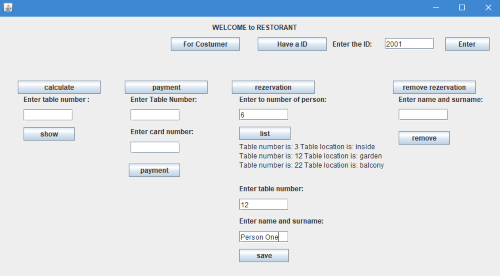 WELCOME to RESTORANT
For Costumer Have a ID Enter the ID: 2001 Enter
calculate payment rezervation remove rezervation
Enter table number : Enter Table Number: Enter to number of person: Enter name and surname:
6
Enter card number:
show list remove
Table number is: 3 Table location is: inside
Table number is: 12 Table location is: garden
payment Table number is: 22 Table location is: balcony
Enter table number:
12
Enter name and surname:
Person One
save